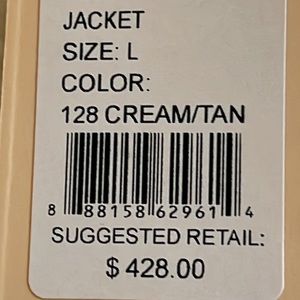 JACKET
SIZE: L
COLOR:
128 CREAM/TAN
8 88158 62961 4
SUGGESTED RETAIL:
$ 428.00